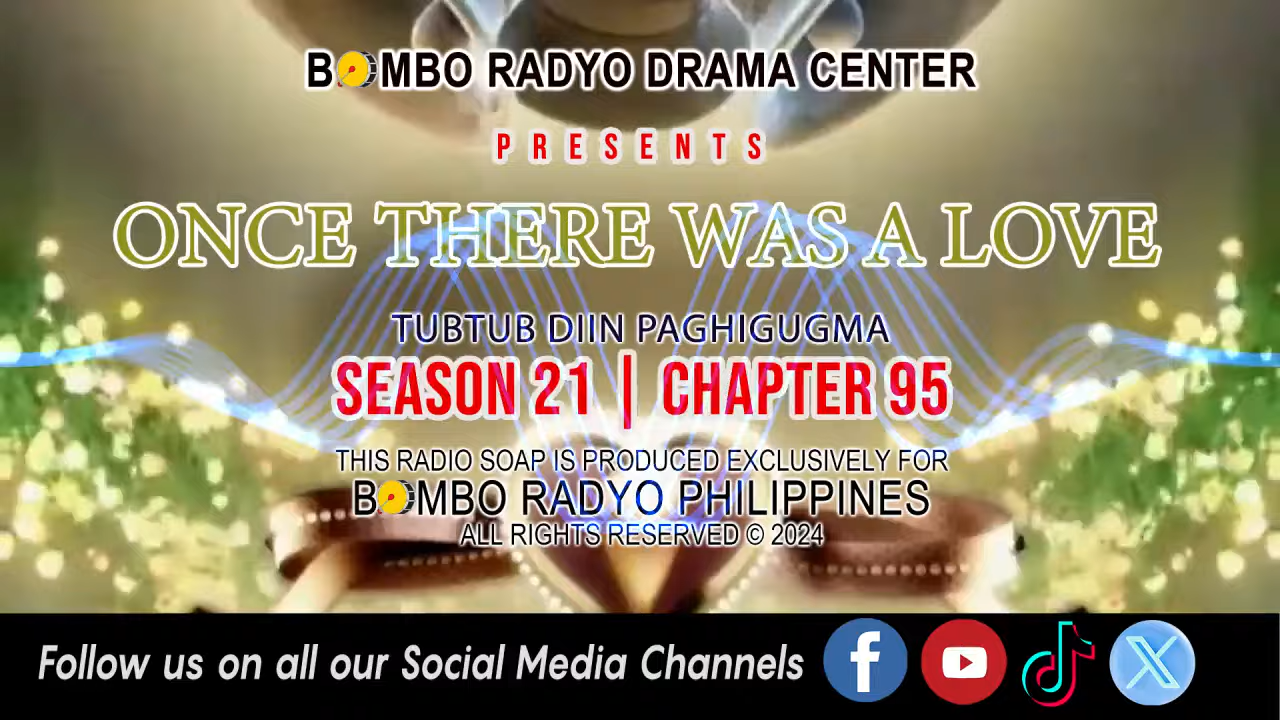 BOMBO RADYO DRAMA CENTER
PRESENTS
ONCE THERE WAS A LOVE
TUBTUB DIIN PAGHIGUGMA
SEASON 21 | CHAPTER 95
THIS RADIO SOAP IS PRODUCED EXCLUSIVELY FOR
BOMBO RADYO PHILIPPINES
ALL RIGHTS RESERVED © 2024
Follow us on all our Social Media Channels